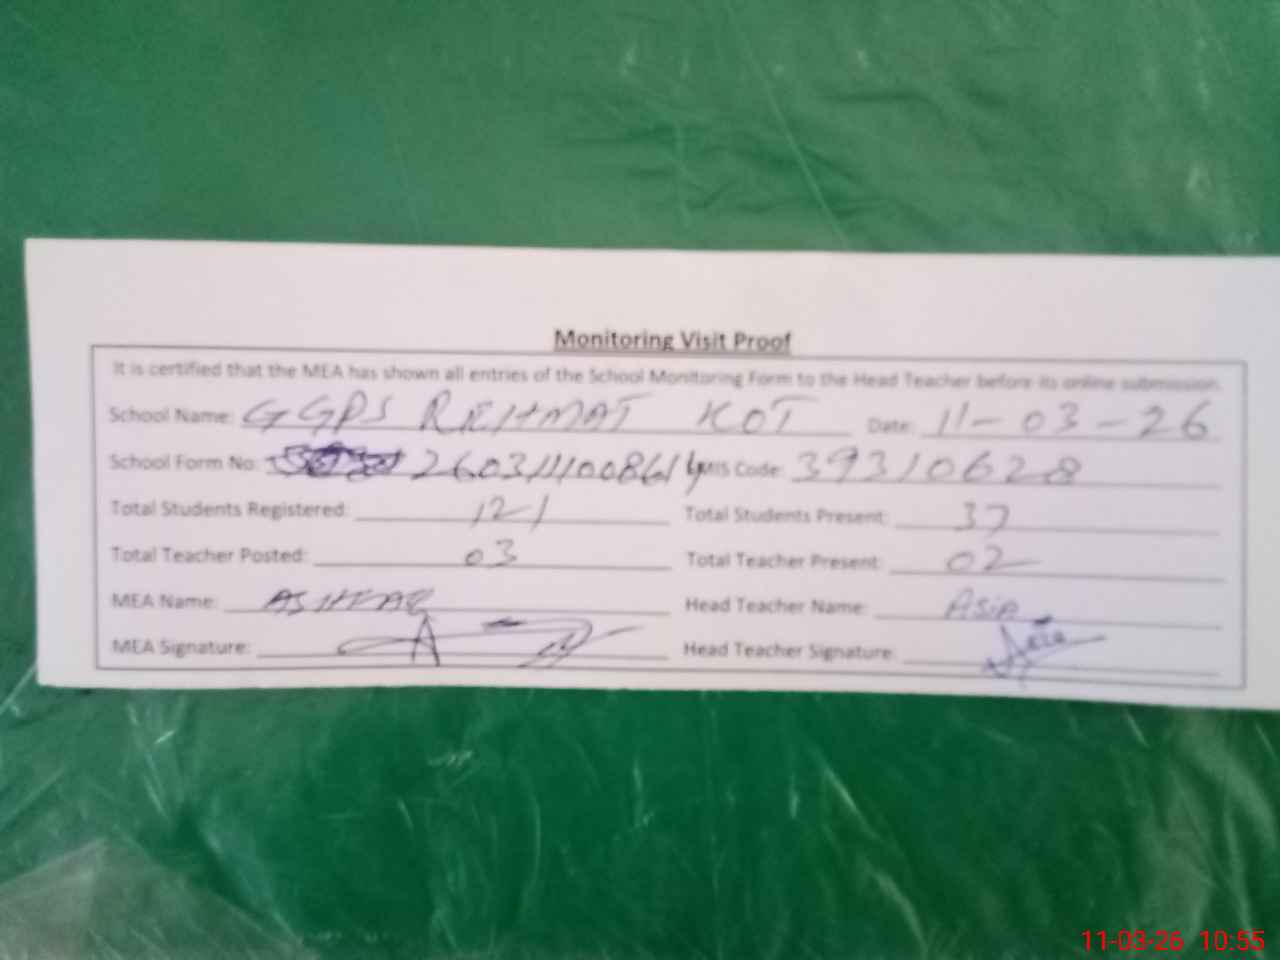 Monitoring Visit Proof
It is certified that the MEA has shown all entries of the School Monitoring Form to the Head Teacher before its online submission.
School Name: GGPS REHMAT KOT Date: 11-03-26
School Form No: EMIS Code: 39310628
Total Students Registered: 121 Total Students Present: 37
Total Teacher Posted: 03 Total Teacher Present: 02
MEA Name: ASHFAQ Head Teacher Name: Asia
MEA Signature: Head Teacher Signature: Asia
11-03-26 10:55